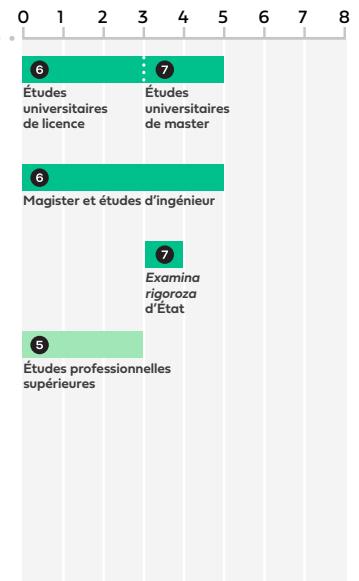 0 1 2 3 4 5 6 7 8
6 7
Études
universitaires
de licence
Études
universitaires
de master
6
Magister et études d’ingénieur
7
Examina
rigoroza
d’État
5
Études professionnelles
supérieures